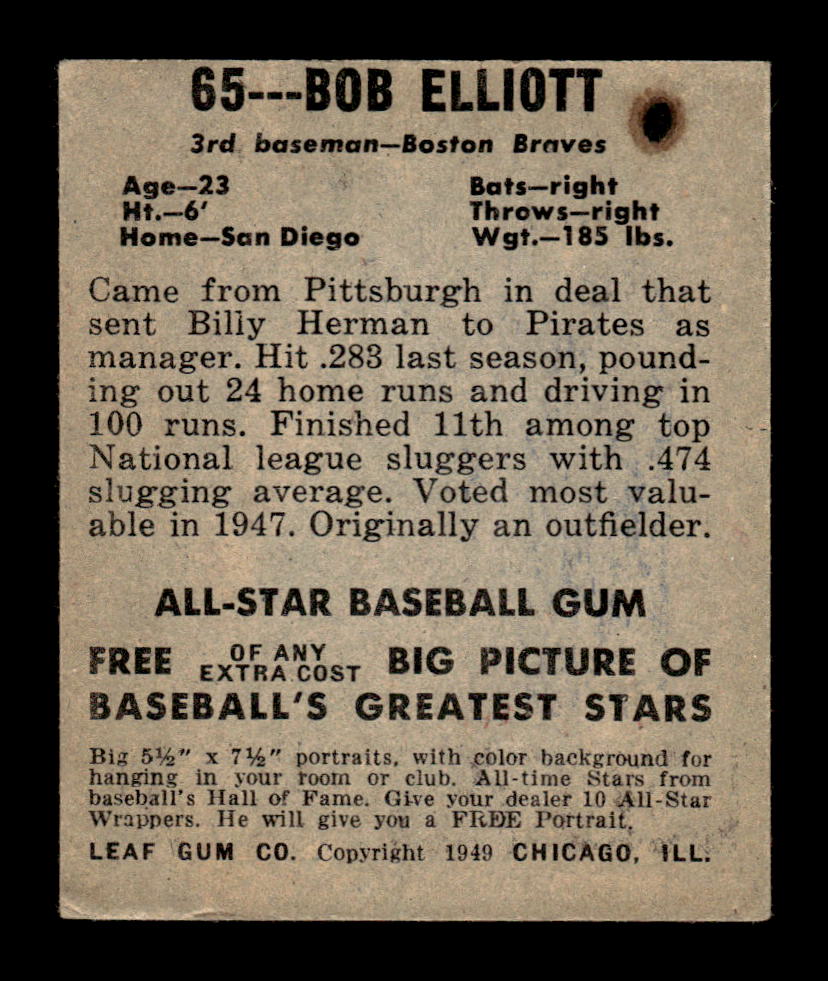 65---BOB ELLIOTT
3rd baseman—Boston Braves
Age—23 Bats—right
Ht.—6' Throws—right
Home—San Diego Wgt.—185 lbs.
Came from Pittsburgh in deal that
sent Billy Herman to Pirates as
manager. Hit .283 last season, pound-
ing out 24 home runs and driving in
100 runs. Finished 11th among top
National league sluggers with .474
slugging average. Voted most valu-
able in 1947. Originally an outfielder.
ALL-STAR BASEBALL GUM
FREE OF ANY EXTRA COST BIG PICTURE OF
BASEBALL'S GREATEST STARS
Big 5½" x 7½" portraits, with color background for
hanging in your room or club. All-time Stars from
baseball's Hall of Fame. Give your dealer 10 All-Star
Wrappers. He will give you a FREE Portrait.
LEAF GUM CO. Copyright 1949 CHICAGO, ILL.